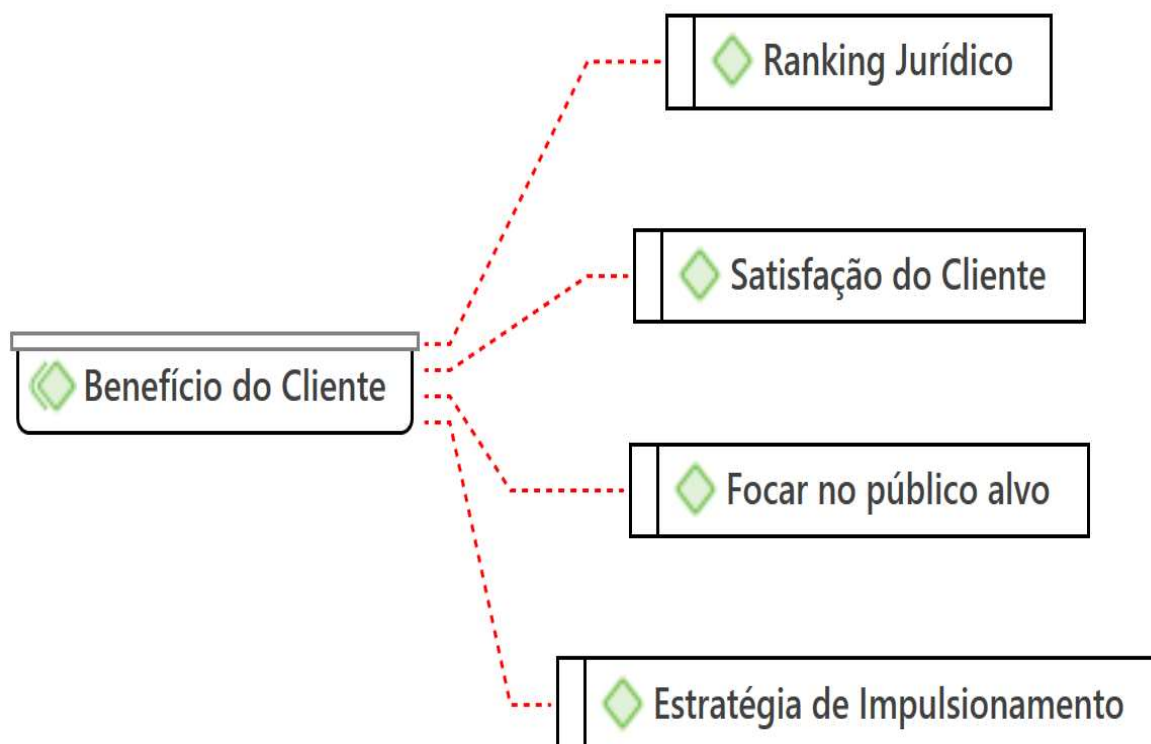 Ranking Jurídico
Satisfação do Cliente
Benefício do Cliente
Focar no público alvo
Estratégia de Impulsionamento